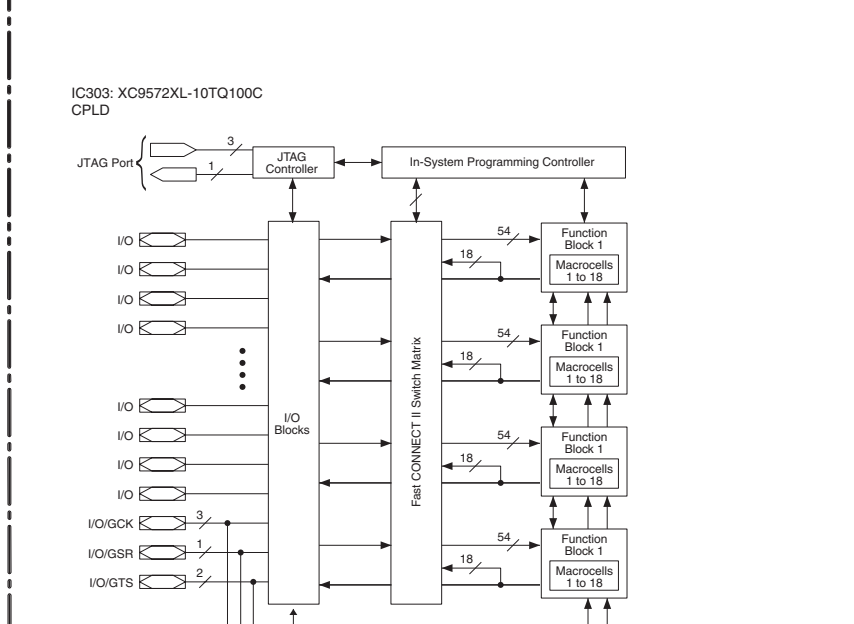 IC303: XC9572XL-10TQ100C
CPLD
JTAG Port
3
1
JTAG
Controller
In-System Programming Controller
I/O
I/O
I/O
I/O
I/O
I/O
I/O
I/O
I/O/GCK
3
I/O/GSR
1
I/O/GTS
2
I/O
Blocks
Fast CONNECT II Switch Matrix
54
18
Function
Block 1
Macrocells
1 to 18
54
18
Function
Block 1
Macrocells
1 to 18
54
18
Function
Block 1
Macrocells
1 to 18
54
18
Function
Block 1
Macrocells
1 to 18